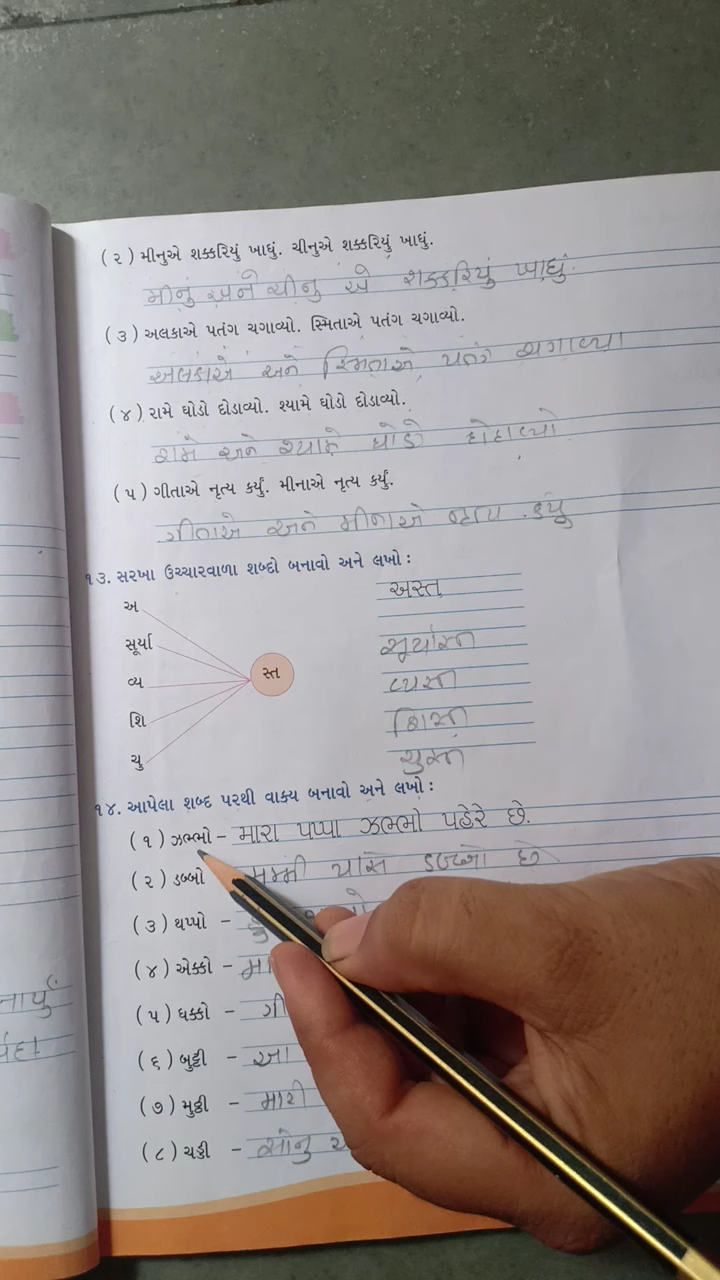 (૨) મીનુએ શક્કરિયું ખાધું. ચીનુએ શક્કરિયું ખાધું.
મીનું અને ચીનુ એ શક્કરિયું ખાધું.
(૩) અલકાએ પતંગ ચગાવ્યો. સ્મિતાએ પતંગ ચગાવ્યો.
અલકાએ અને સ્મિતાએ પતંગ ચગાવ્યા
(૪) રામે ઘોડો દોડાવ્યો. શ્યામે ઘોડો દોડાવ્યો.
રામે અને શ્યામે ઘોડો દોડાવ્યો
(૫) ગીતાએ નૃત્ય કર્યું. મીનાએ નૃત્ય કર્યું.
ગીતાએ અને મીનાએ
૧૩. સરખા ઉચ્ચારવાળા શબ્દો બનાવો અને લખો :
અ
અસ્ત
સૂર્યા
સૂર્યાસ્ત
સ્ત
વ્ય
વ્યસ્ત
શિ
શિસ્ત
ચુ
ચુસ્ત
૧૪. આપેલા શબ્દ પરથી વાક્ય બનાવો અને લખો :
(૧) ઝભ્ભો – મારા પપ્પા ઝભ્ભો પહેરે છે.
(૨) ડબ્બો મમ્મી પાસે ડબ્બો છે
(૩) થપ્પો –
(૪) એક્કો – મા
(૫) ધક્કો – ગી
(૬) બુટ્ટી – આ
(૭) મુઠ્ઠી – મારી
(૮) ચડ્ડી – સોનુ
નાયુઁ